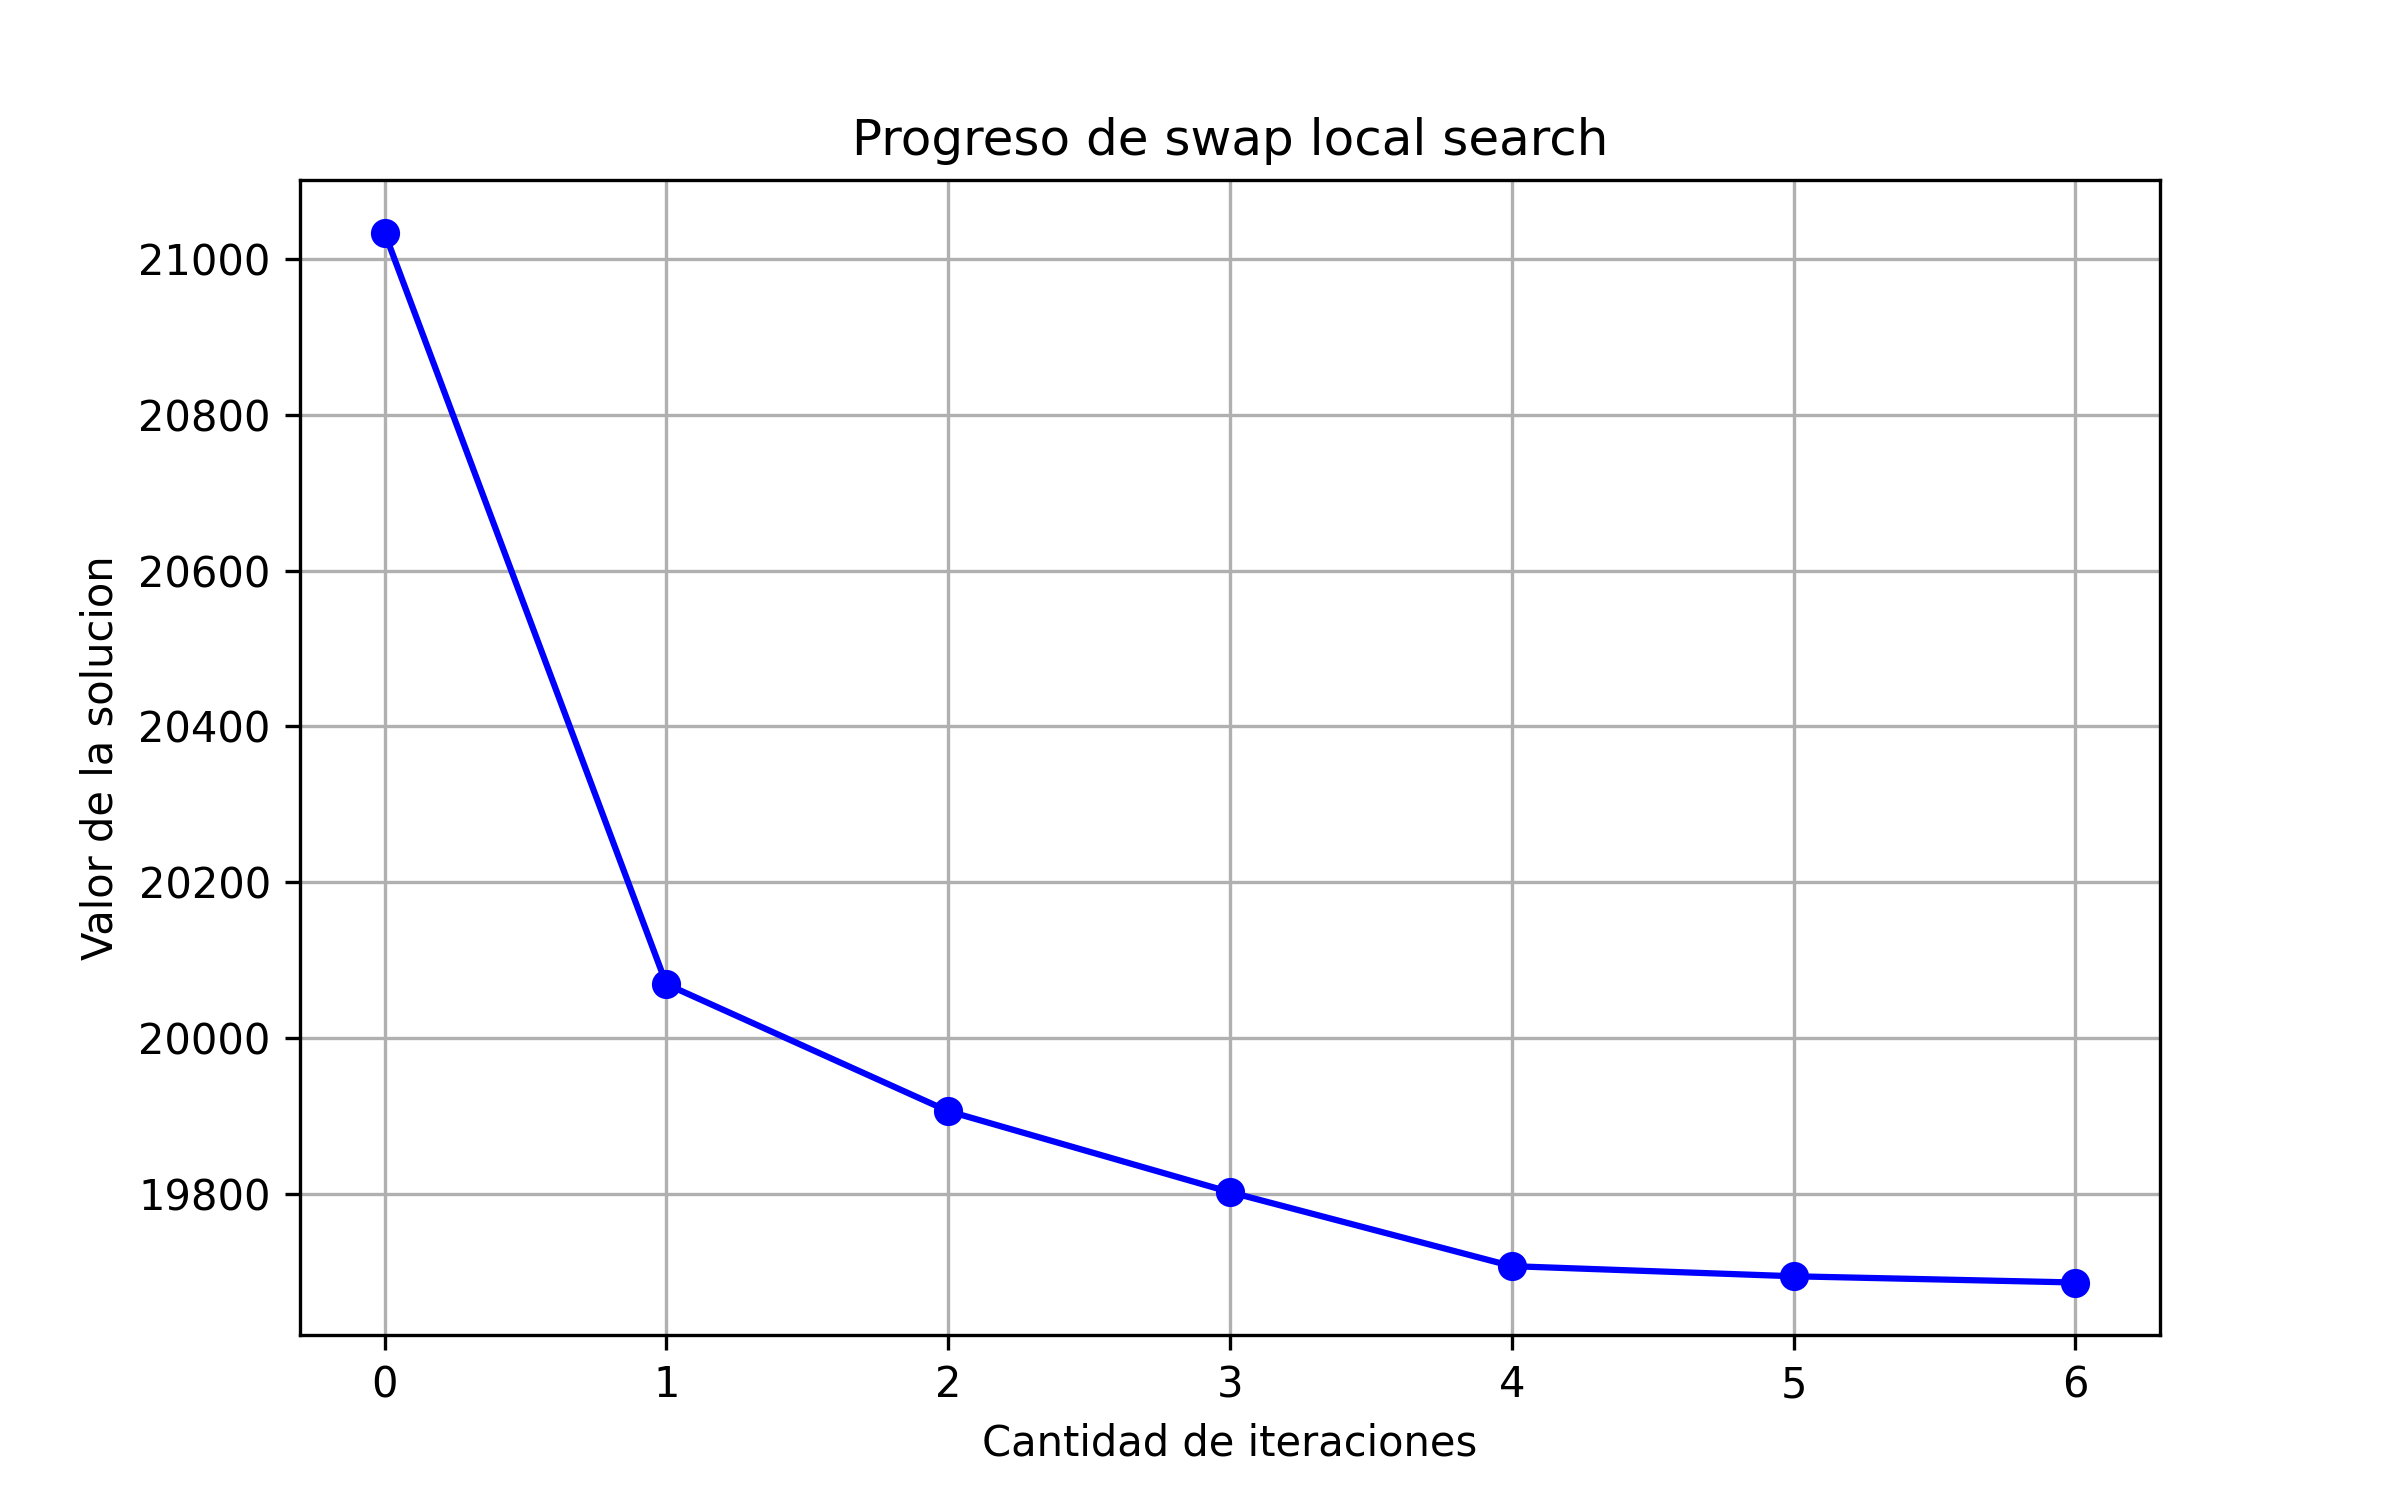 Progreso de swap local search
Valor de la solucion
21000
20800
20600
20400
20200
20000
19800
0 1 2 3 4 5 6
Cantidad de iteraciones